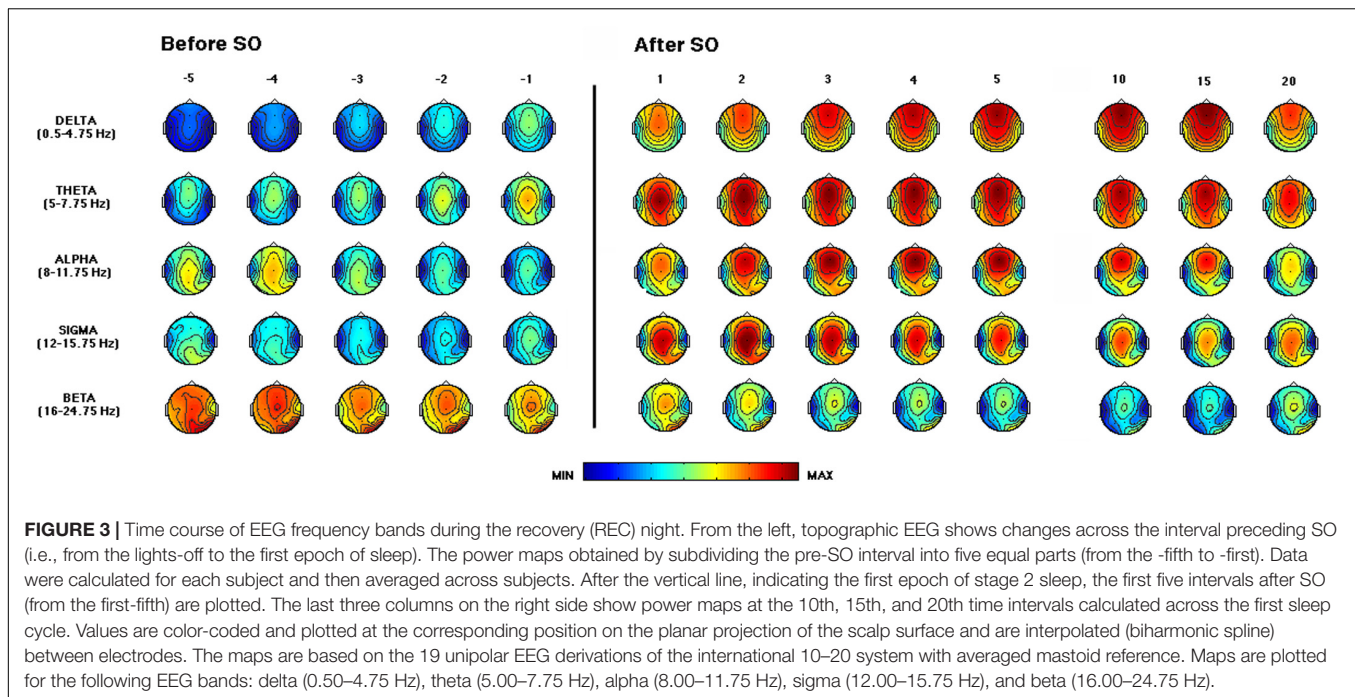 Before SO
After SO
-5 -4 -3 -2 -1 1 2 3 4 5 10 15 20
DELTA
(0.5-4.75 Hz)
THETA
(5-7.75 Hz)
ALPHA
(8-11.75 Hz)
SIGMA
(12-15.75 Hz)
BETA
(16-24.75 Hz)
MIN MAX
FIGURE 3 | Time course of EEG frequency bands during the recovery (REC) night. From the left, topographic EEG shows changes across the interval preceding SO
(i.e., from the lights-off to the first epoch of sleep). The power maps obtained by subdividing the pre-SO interval into five equal parts (from the -fifth to -first). Data
were calculated for each subject and then averaged across subjects. After the vertical line, indicating the first epoch of stage 2 sleep, the first five intervals after SO
(from the first-fifth) are plotted. The last three columns on the right side show power maps at the 10th, 15th, and 20th time intervals calculated across the first sleep
cycle. Values are color-coded and plotted at the corresponding position on the planar projection of the scalp surface and are interpolated (biharmonic spline)
between electrodes. The maps are based on the 19 unipolar EEG derivations of the international 10–20 system with averaged mastoid reference. Maps are plotted
for the following EEG bands: delta (0.50–4.75 Hz), theta (5.00–7.75 Hz), alpha (8.00–11.75 Hz), sigma (12.00–15.75 Hz), and beta (16.00–24.75 Hz).